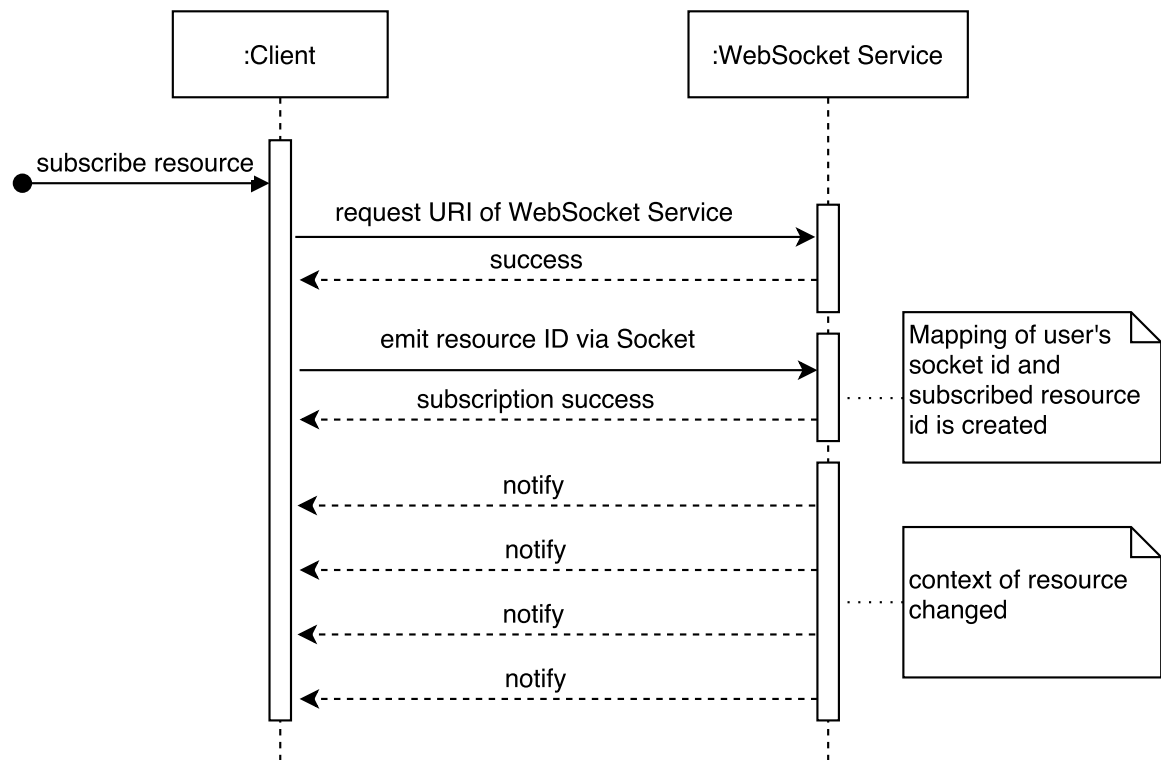 :Client
:WebSocket Service
subscribe resource
request URI of WebSocket Service
success
emit resource ID via Socket
Mapping of user's
socket id and
subscribed resource
id is created
subscription success
notify
notify
context of resource
changed
notify
notify